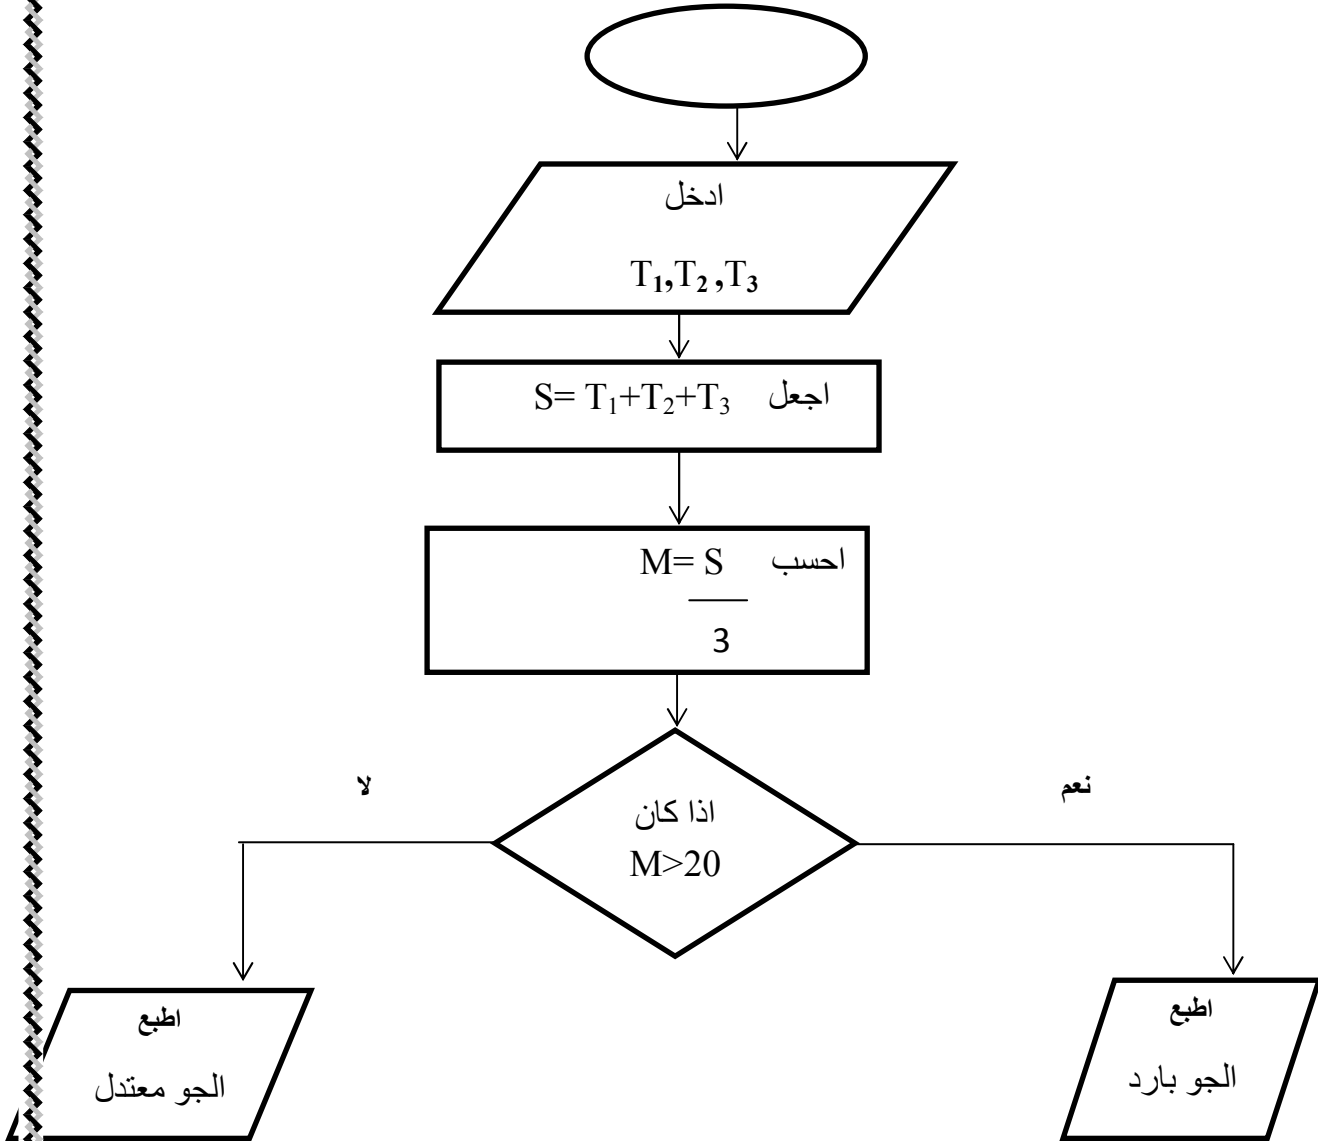 ادخل
T₁,T₂ ,T₃
اجعل S= T₁+T₂+T₃
احسب M= S
3
لا
نعم
اذا كان
M>20
اطبع
الجو معتدل
اطبع
الجو بارد